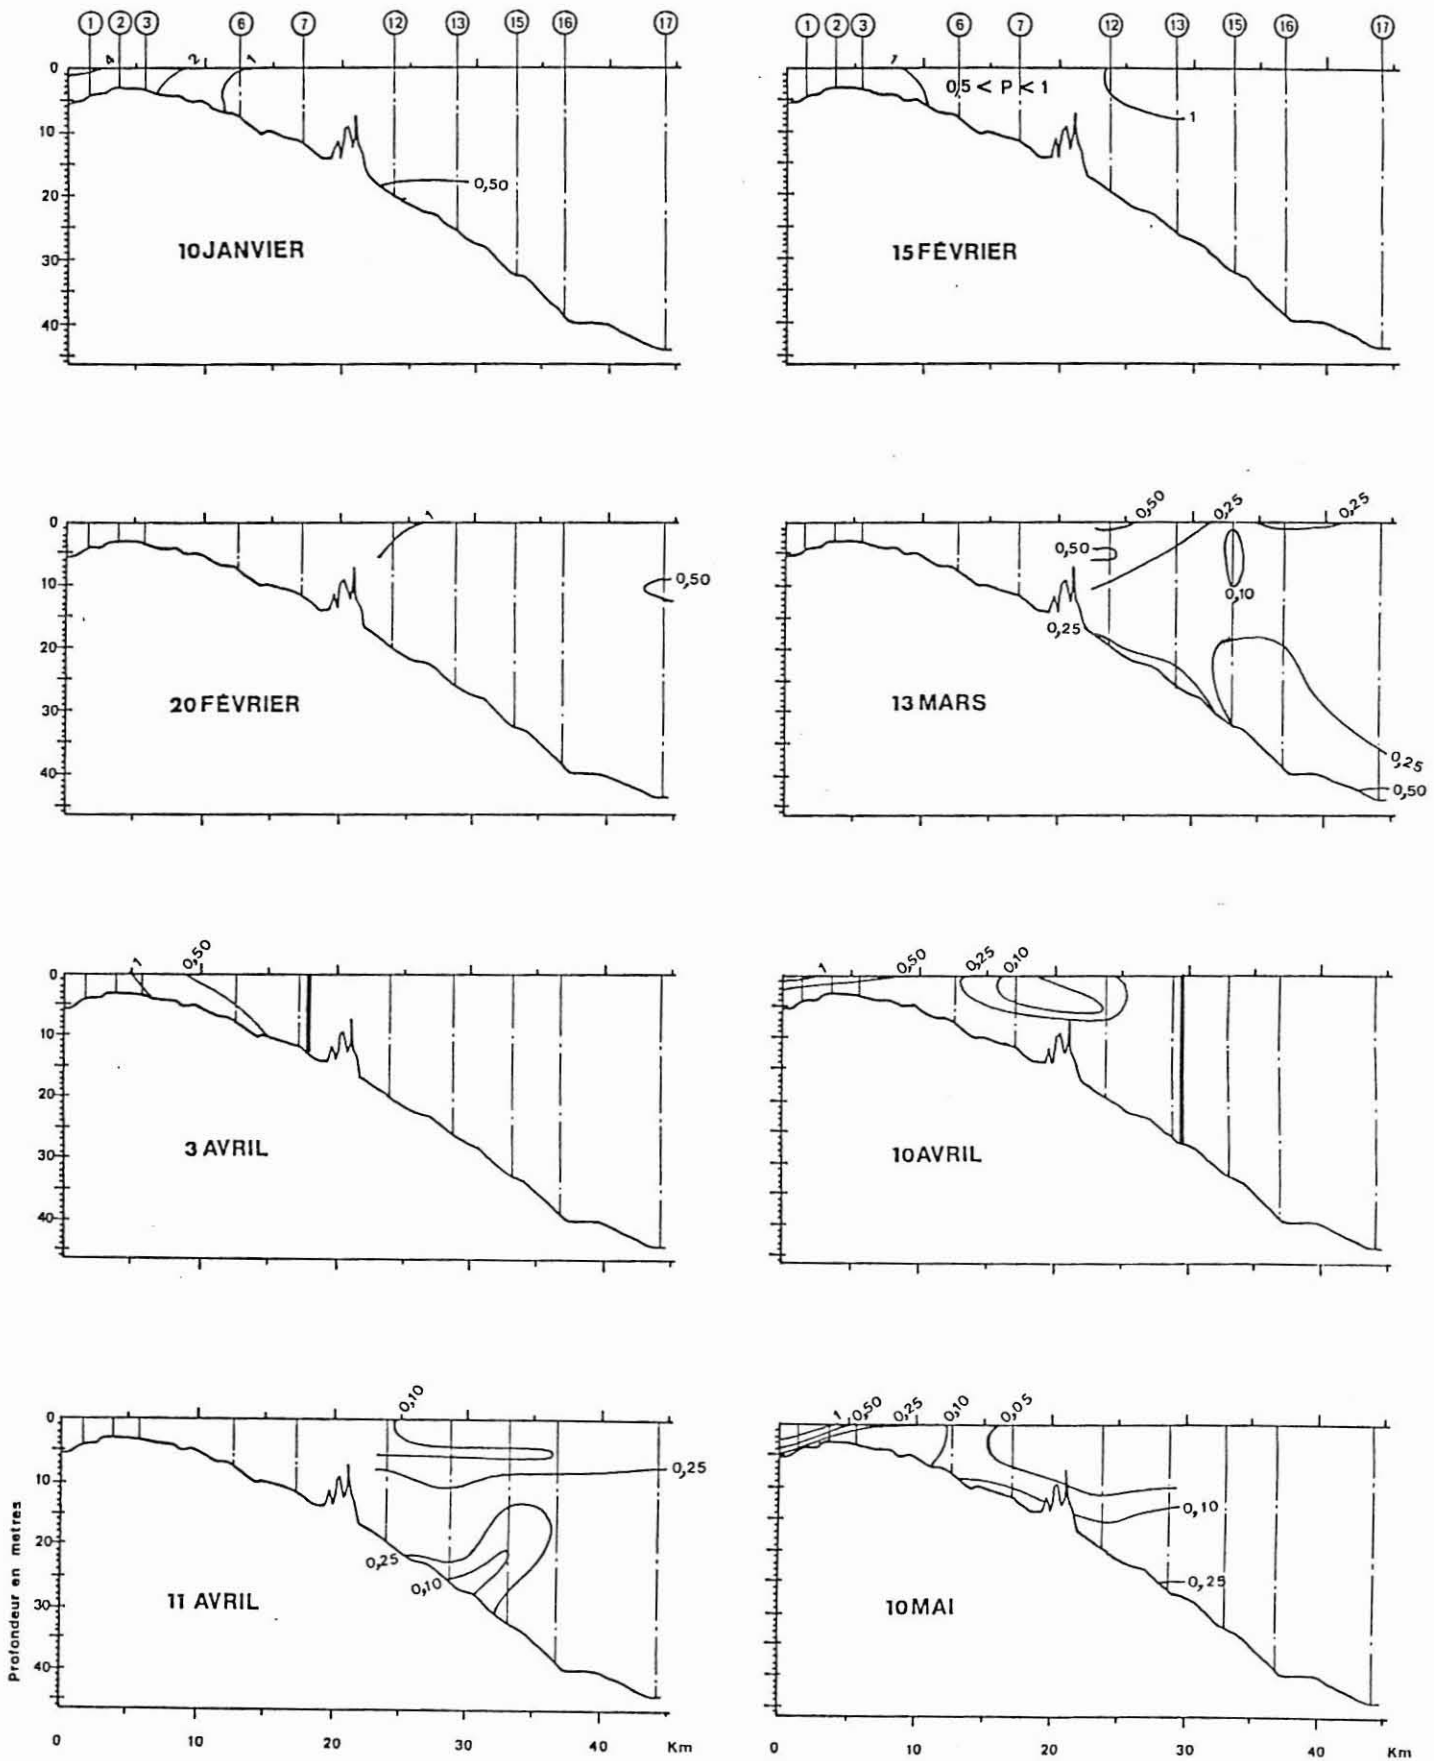 1 2 3 6 7 12 13 15 16 17
0 4 2 1
10
0,50
20
10 JANVIER
30
40
1 2 3 6 7 12 13 15 16 17
1 0,5 < P < 1
1
15 FÉVRIER
0 1
10 0,50
20
20 FÉVRIER
30
40
0,50 0,25 0,25
0,50
0,10
0,25
13 MARS
0,25
0,50
0 1 0,50
10
20
3 AVRIL
30
40
1 0,50 0,25 0,10
10 AVRIL
0,10
0
0,25
10
20
0,25
0,10
11 AVRIL
30
40
Profondeur en metres
0 10 20 30 40 Km
1 0,50 0,25 0,10 0,05
0,10
0,25
10 MAI
0 10 20 30 40 Km